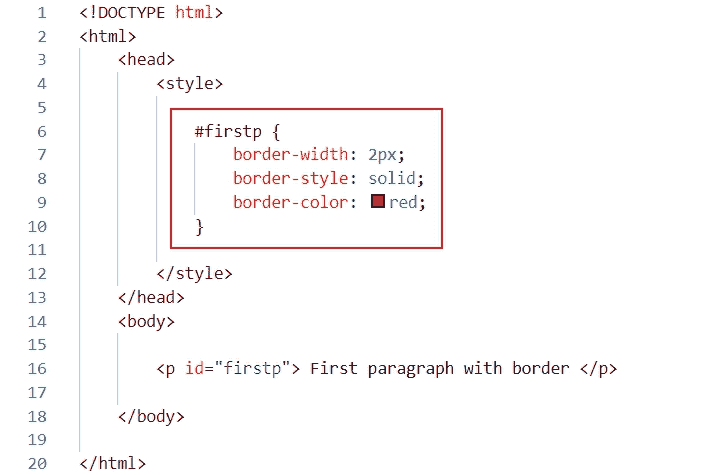 1 <!DOCTYPE html>
2 <html>
3 <head>
4 <style>
5
6 #firstp {
7 border-width: 2px;
8 border-style: solid;
9 border-color: red;
10 }
11
12 </style>
13 </head>
14 <body>
15
16 <p id="firstp"> First paragraph with border </p>
17
18 </body>
19
20 </html>